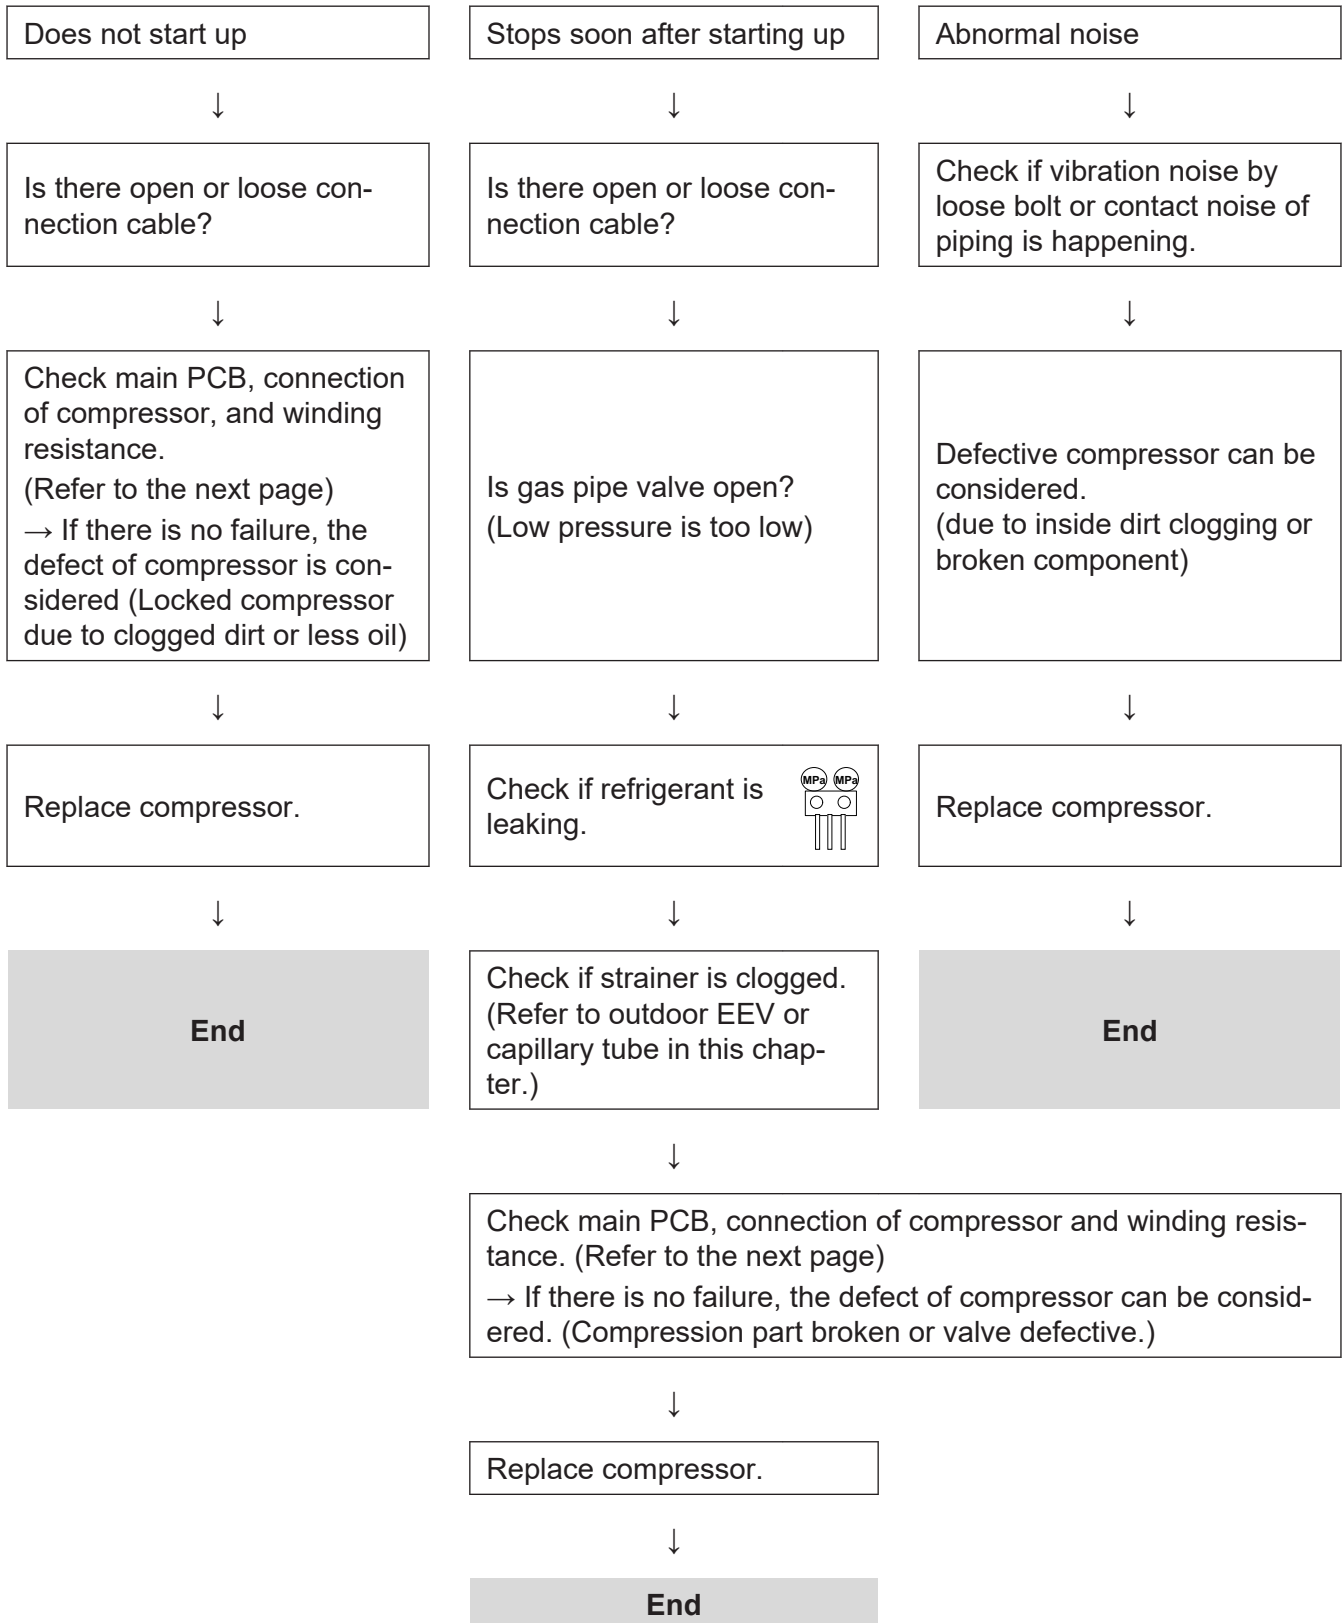 Does not start up
Stops soon after starting up
Abnormal noise
↓
↓
↓
Is there open or loose con-
nection cable?
Is there open or loose con-
nection cable?
Check if vibration noise by
loose bolt or contact noise of
piping is happening.
↓
↓
↓
Check main PCB, connection
of compressor, and winding
resistance.
(Refer to the next page)
→ If there is no failure, the
defect of compressor is con-
sidered (Locked compressor
due to clogged dirt or less oil)
Is gas pipe valve open?
(Low pressure is too low)
Defective compressor can be
considered.
(due to inside dirt clogging or
broken component)
↓
↓
↓
Replace compressor.
Check if refrigerant is
leaking.
MPa MPa
Replace compressor.
↓
↓
↓
End
Check if strainer is clogged.
(Refer to outdoor EEV or
capillary tube in this chap-
ter.)
End
↓
Check main PCB, connection of compressor and winding resis-
tance. (Refer to the next page)
→ If there is no failure, the defect of compressor can be consid-
ered. (Compression part broken or valve defective.)
↓
Replace compressor.
↓
End